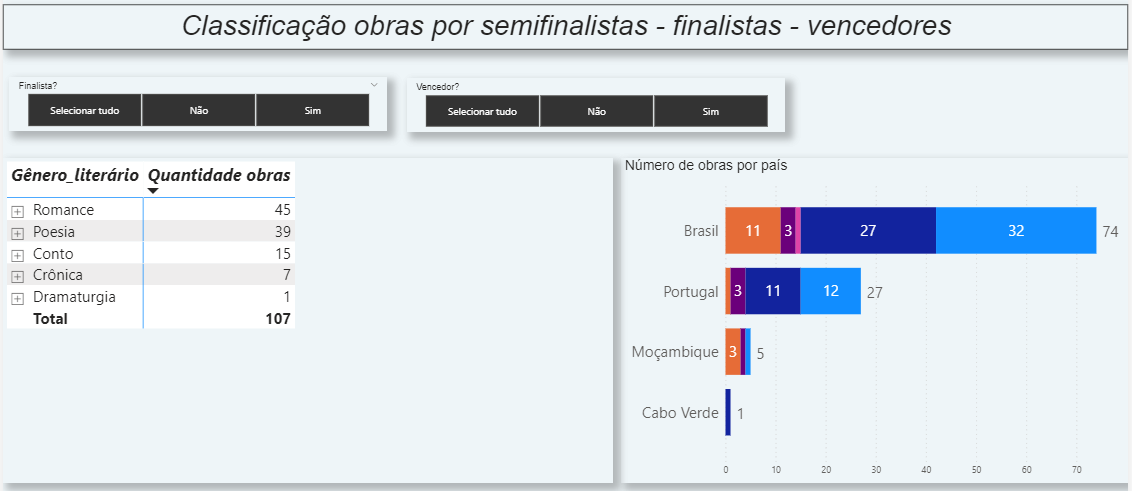 Classificação obras por semifinalistas - finalistas - vencedores
Finalista?
Selecionar tudo Não Sim
Vencedor?
Selecionar tudo Não Sim
Gênero_literário Quantidade obras
Romance 45
Poesia 39
Conto 15
Crônica 7
Dramaturgia 1
Total 107
Número de obras por país
Brasil 11 3 27 32 74
Portugal 3 11 12 27
Moçambique 3 5
Cabo Verde 1
0 10 20 30 40 50 60 70